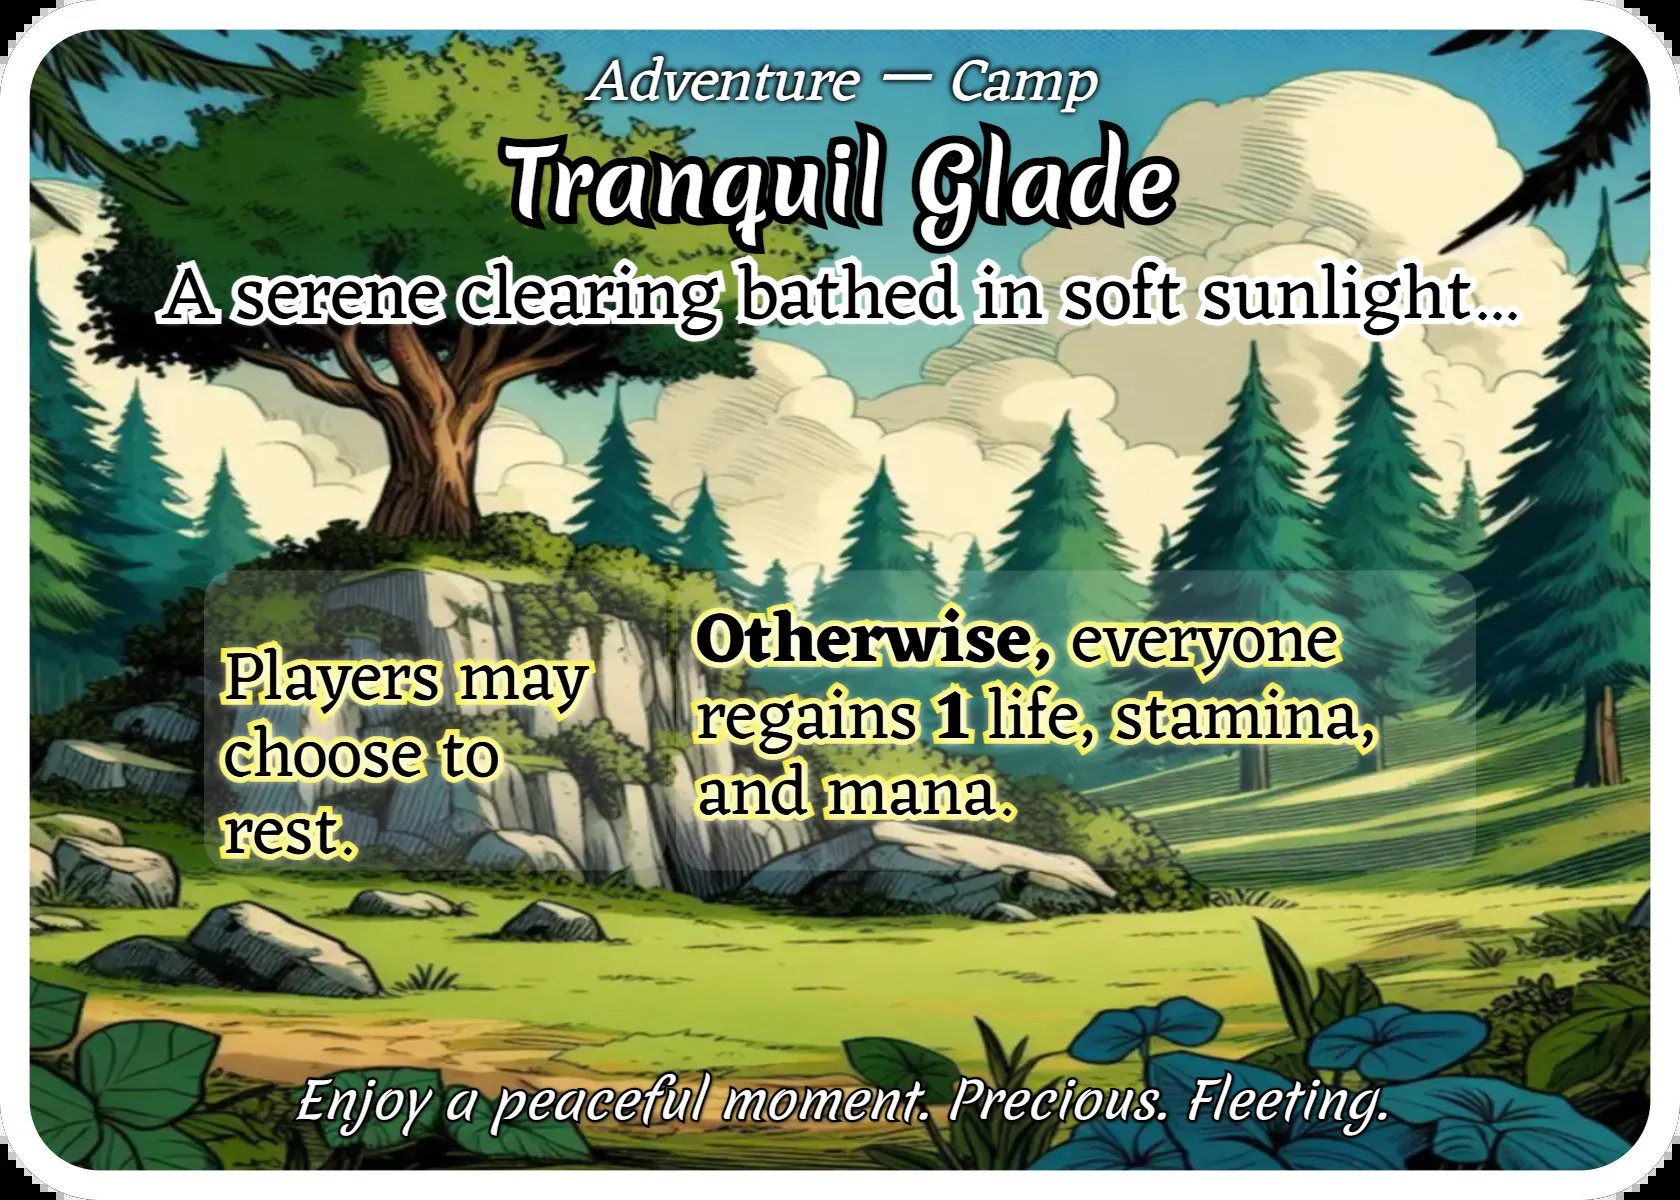 Adventure — Camp
Tranquil Glade
A serene clearing bathed in soft sunlight...
Players may
choose to
rest.
Otherwise, everyone
regains 1 life, stamina,
and mana.
Enjoy a peaceful moment. Precious. Fleeting.